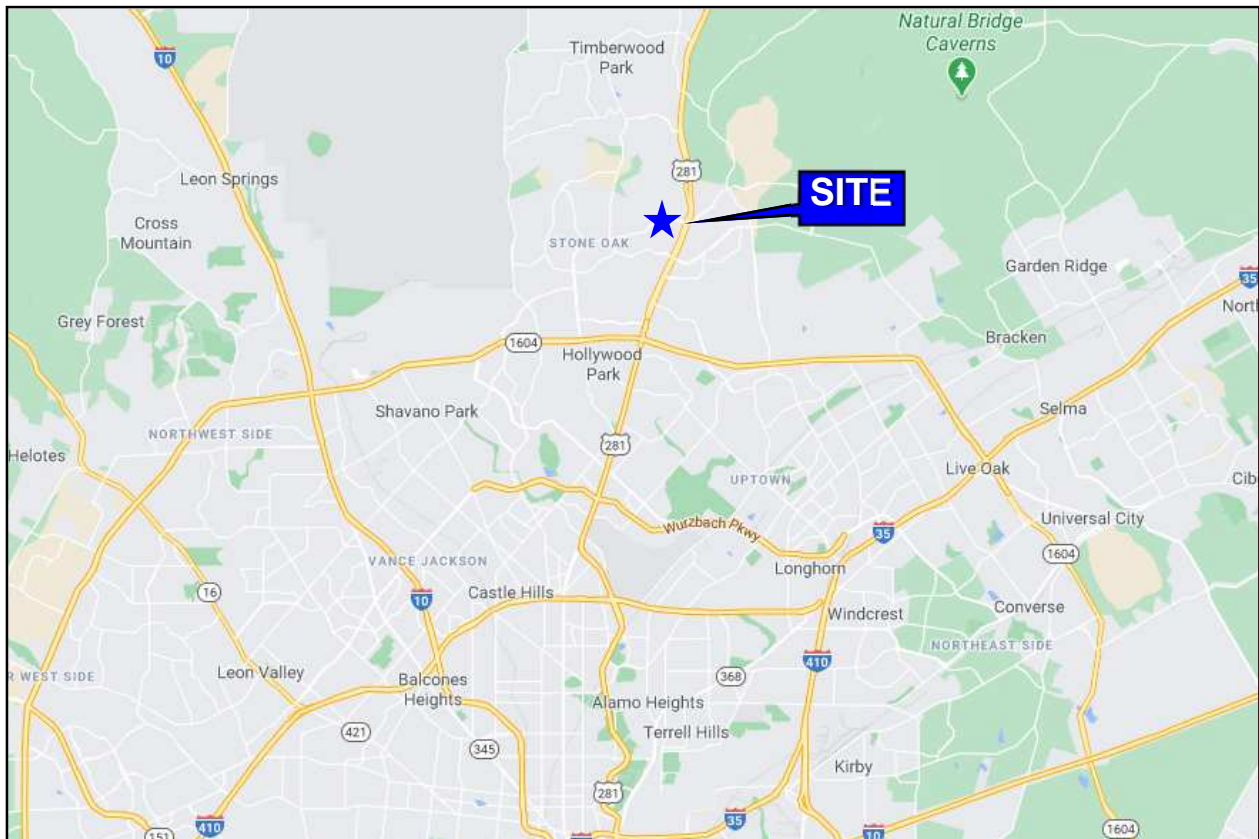 Natural Bridge
Caverns
10
Timberwood
Park
281
SITE
Leon Springs
Cross
Mountain
STONE OAK
Garden Ridge
35
North
Grey Forest
1604
Bracken
Hollywood
Park
Shavano Park
Selma
NORTHWEST SIDE
281
Helotes
Live Oak
UPTOWN
Cib
Wurzbach Pkwy
35
Universal City
1604
VANCE JACKSON
Longhorn
16
10
Castle Hills
Windcrest
Converse
NORTHEAST SIDE
410
R WEST SIDE
Leon Valley
Balcones
Heights
368
Alamo Heights
421
345
Terrell Hills
Kirby
281
410
35
1604
151
10